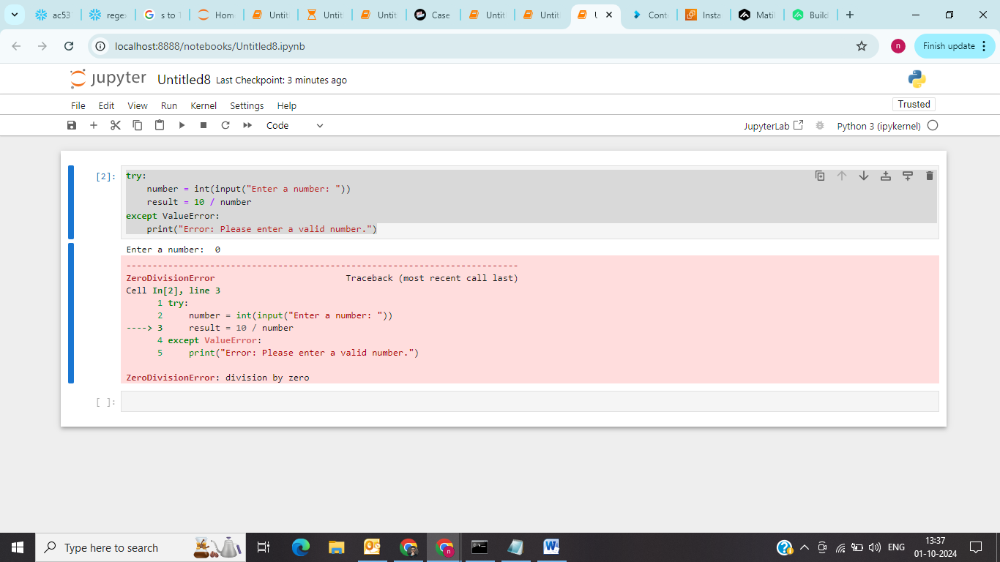 ac53
regex
s to 1
Hom
Untit
Untit
Untit
Case
Untit
Untit
U
Cont
Insta
Matil
Build
localhost:8888/notebooks/Untitled8.ipynb
n
Finish update
jupyter
Untitled8 Last Checkpoint: 3 minutes ago
File Edit View Run Kernel Settings Help
Trusted
Code
JupyterLab
Python 3 (ipykernel)
[2]: try:
    number = int(input("Enter a number: "))
    result = 10 / number
except ValueError:
    print("Error: Please enter a valid number.")
Enter a number:  0
---------------------------------------------------------------------------
ZeroDivisionError                         Traceback (most recent call last)
Cell In[2], line 3
      1 try:
      2     number = int(input("Enter a number: "))
----> 3     result = 10 / number
      4 except ValueError:
      5     print("Error: Please enter a valid number.")
ZeroDivisionError: division by zero
[ ]:
Type here to search
n
ENG
13:37
01-10-2024